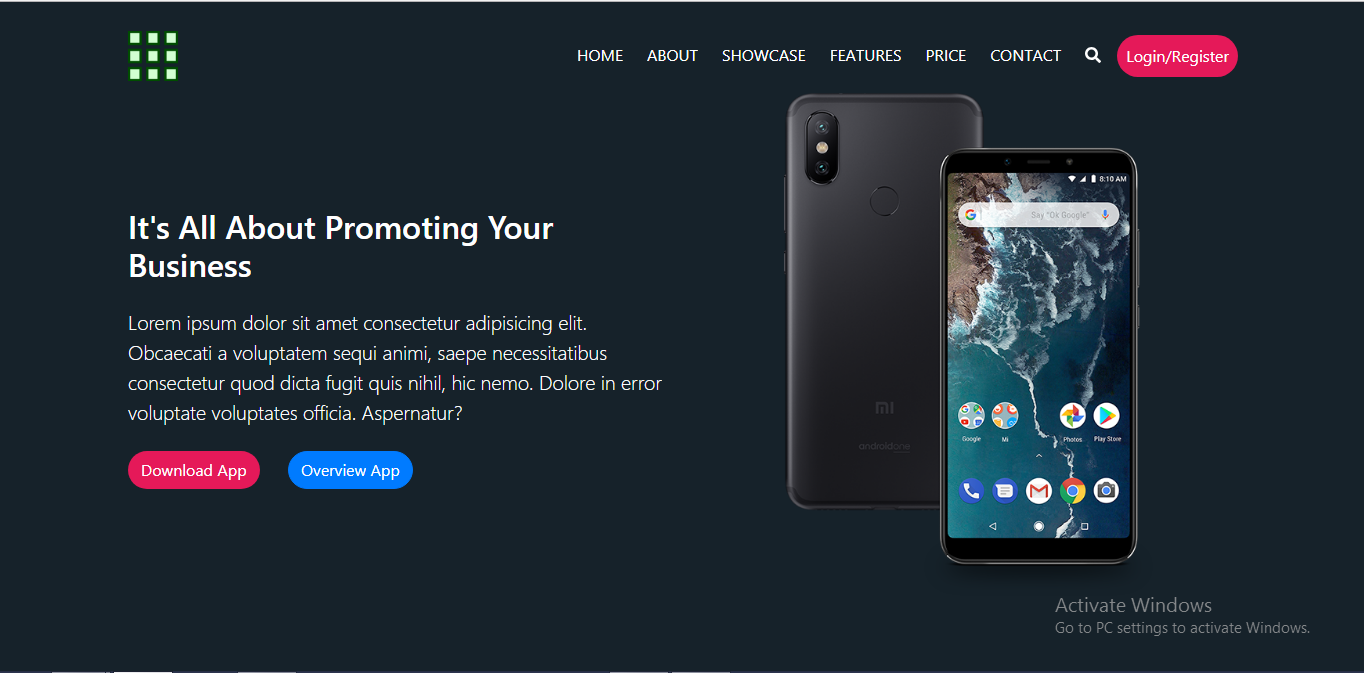 HOME ABOUT SHOWCASE FEATURES PRICE CONTACT Login/Register
It's All About Promoting Your
Business
Lorem ipsum dolor sit amet consectetur adipisicing elit.
Obcaecati a voluptatem sequi animi, saepe necessitatibus
consectetur quod dicta fugit quis nihil, hic nemo. Dolore in error
voluptate voluptates officia. Aspernatur?
Download App Overview App
mi
androidone
8:10 AM
G Say "Ok Google"
Google Mi Photos Play Store
Activate Windows
Go to PC settings to activate Windows.